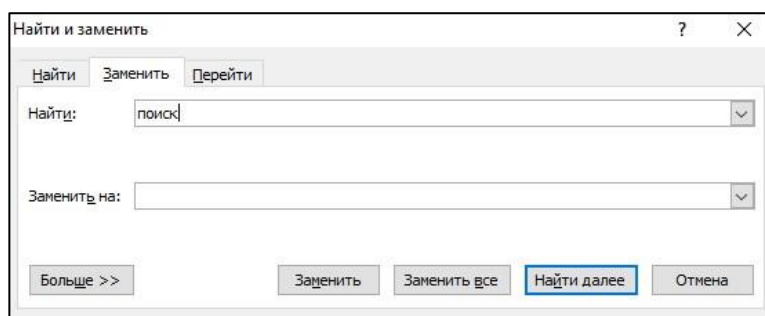 Найти и заменить ? X
Найти Заменить Перейти
Найти: поиск
Заменить на:
Больше >> Заменить Заменить все Найти далее Отмена